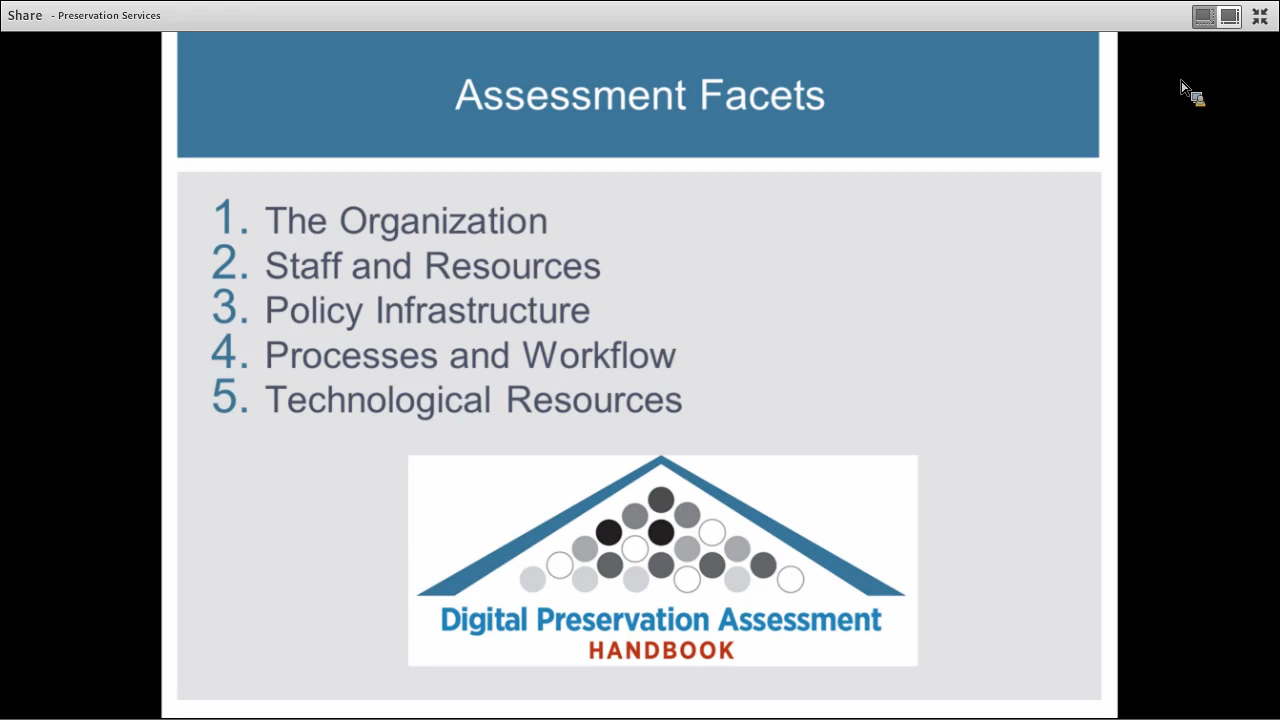 Share - Preservation Services
Assessment Facets
1. The Organization
2. Staff and Resources
3. Policy Infrastructure
4. Processes and Workflow
5. Technological Resources
Digital Preservation Assessment
HANDBOOK